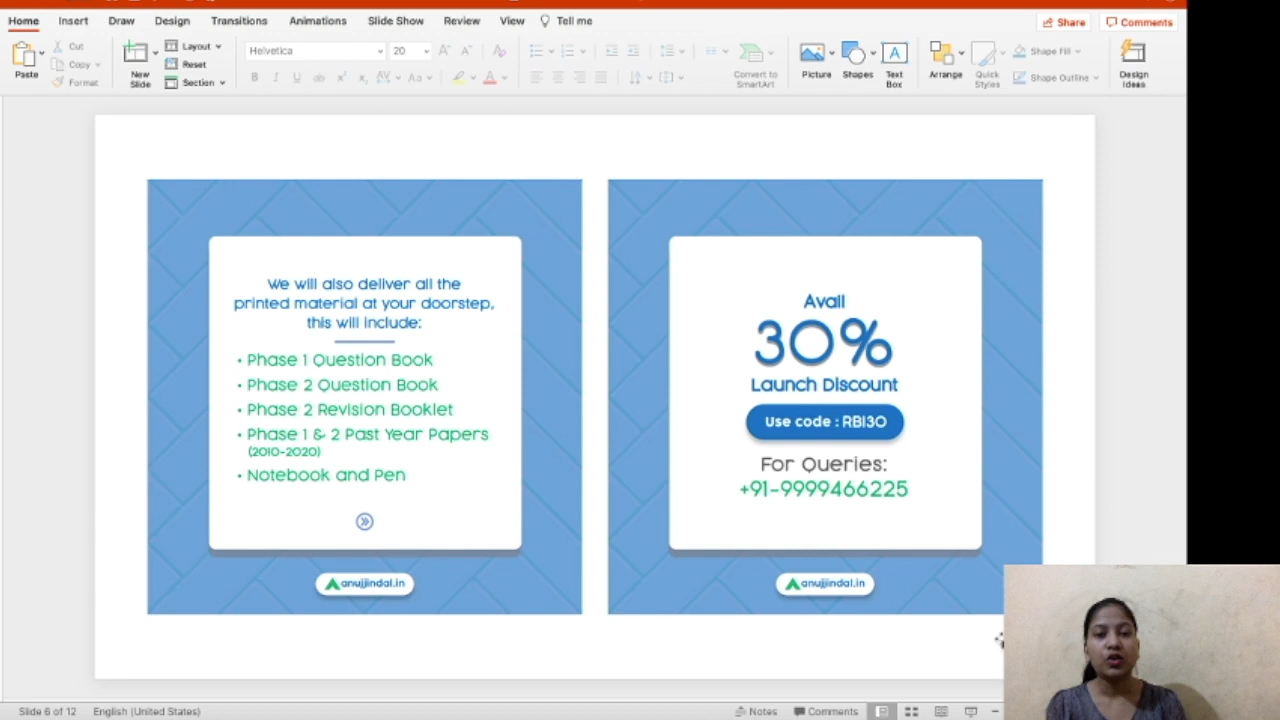 Home Insert Draw Design Transitions Animations Slide Show Review View Tell me Share Comments
Paste Cut Copy Format
New Slide Layout Reset Section
Helvetica 20
Convert to SmartArt
Picture Shapes Text Box
Arrange Quick Styles Shape Fill Shape Outline
Design Ideas
We will also deliver all the
printed material at your doorstep,
this will include:
• Phase 1 Question Book
• Phase 2 Question Book
• Phase 2 Revision Booklet
• Phase 1 & 2 Past Year Papers
(2010-2020)
• Notebook and Pen
anujjindal.in
Avail
30%
Launch Discount
Use code : RBI30
For Queries:
+91-9999466225
anujjindal.in
Slide 6 of 12 English (United States) Notes Comments